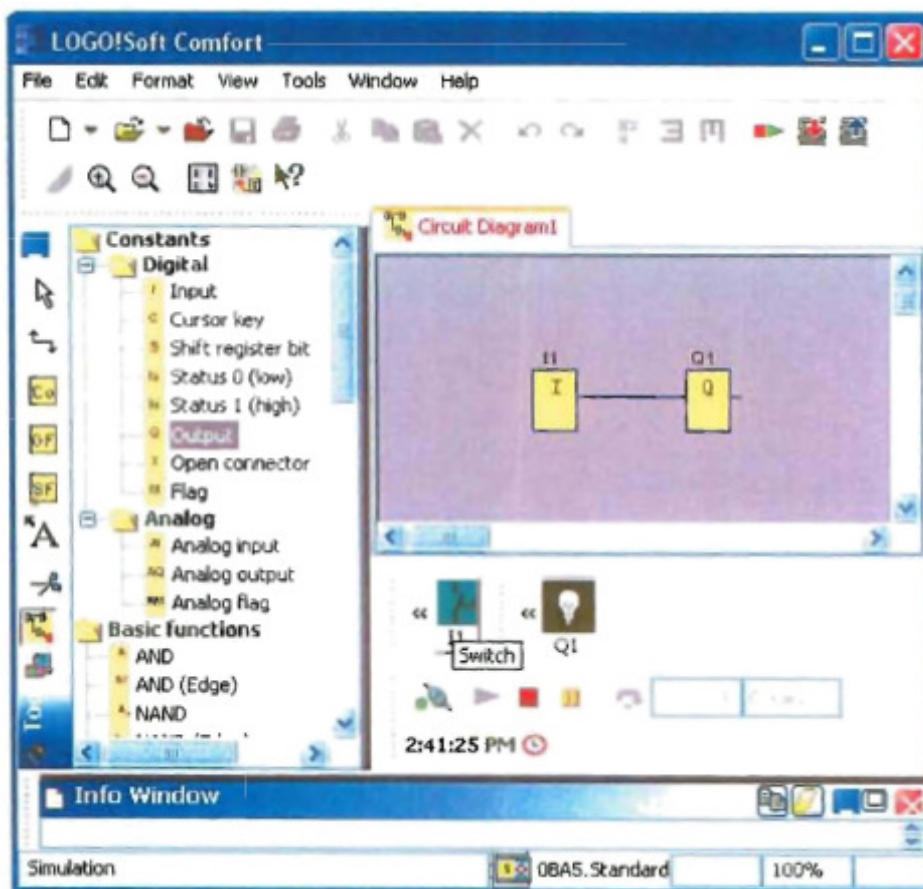 LOGO!Soft Comfort
File Edit Format View Tools Window Help
Circuit Diagram1
Constants
Digital
Input
Cursor key
Shift register bit
Status 0 (low)
Status 1 (high)
Output
Open connector
Flag
Analog
Analog input
Analog output
Analog flag
Basic functions
AND
AND (Edge)
NAND
I1 Q1
I Q
Co
SF
A
I1
Switch
Q1
2:41:25 PM
Info Window
Simulation
0BA5.Standard
100%